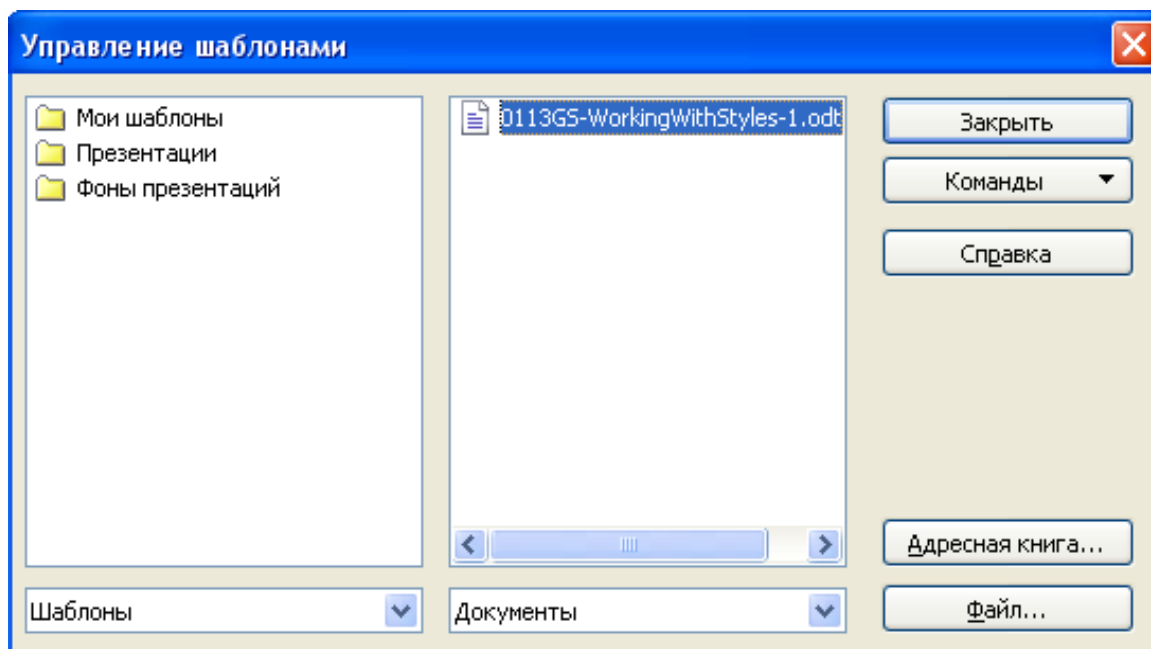 Управление шаблонами
Мои шаблоны
Презентации
Фоны презентаций
0113GS-WorkingWithStyles-1.odt
Закрыть
Команды
Справка
Адресная книга...
Шаблоны
Документы
Файл...